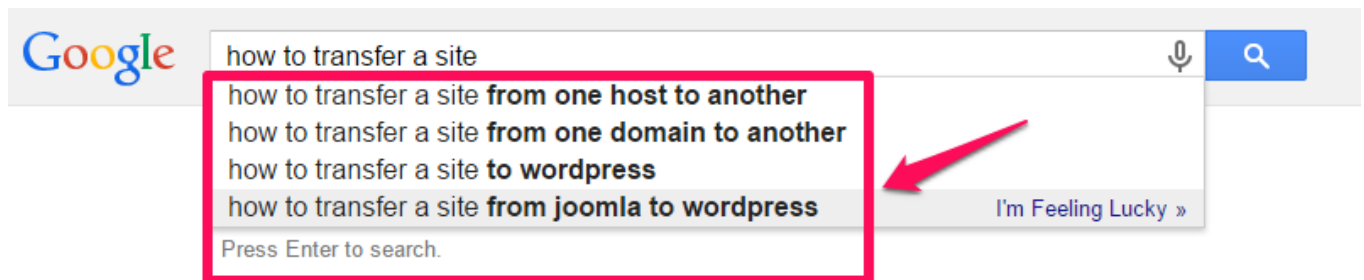 Google
how to transfer a site
how to transfer a site from one host to another
how to transfer a site from one domain to another
how to transfer a site to wordpress
how to transfer a site from joomla to wordpress
I'm Feeling Lucky »
Press Enter to search.